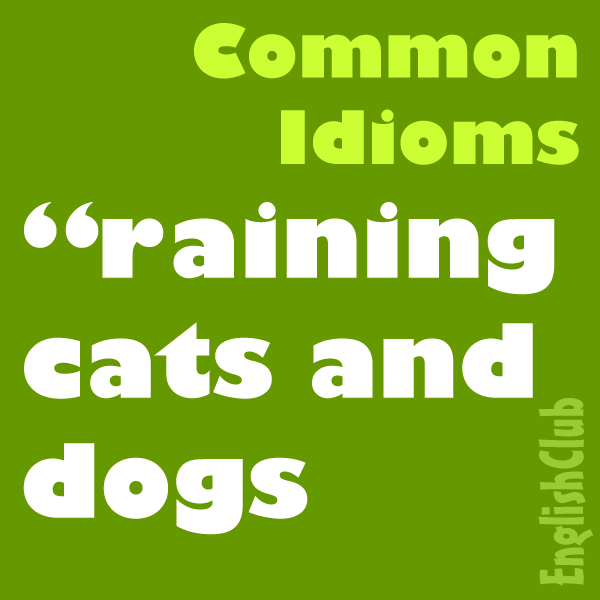 Common
Idioms
“raining
cats and
dogs
EnglishClub